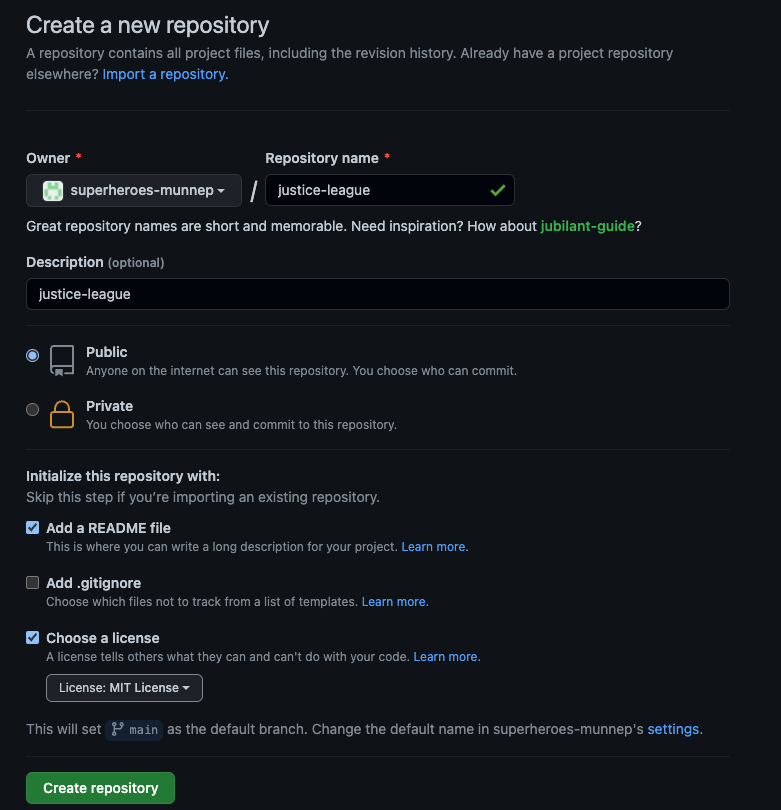 Create a new repository
A repository contains all project files, including the revision history. Already have a project repository
elsewhere? Import a repository.
Owner * Repository name *
superheroes-munnep / justice-league
Great repository names are short and memorable. Need inspiration? How about jubilant-guide?
Description (optional)
justice-league
Public
Anyone on the internet can see this repository. You choose who can commit.
Private
You choose who can see and commit to this repository.
Initialize this repository with:
Skip this step if you're importing an existing repository.
Add a README file
This is where you can write a long description for your project. Learn more.
Add .gitignore
Choose which files not to track from a list of templates. Learn more.
Choose a license
A license tells others what they can and can't do with your code. Learn more.
License: MIT License
This will set main as the default branch. Change the default name in superheroes-munnep's settings.
Create repository